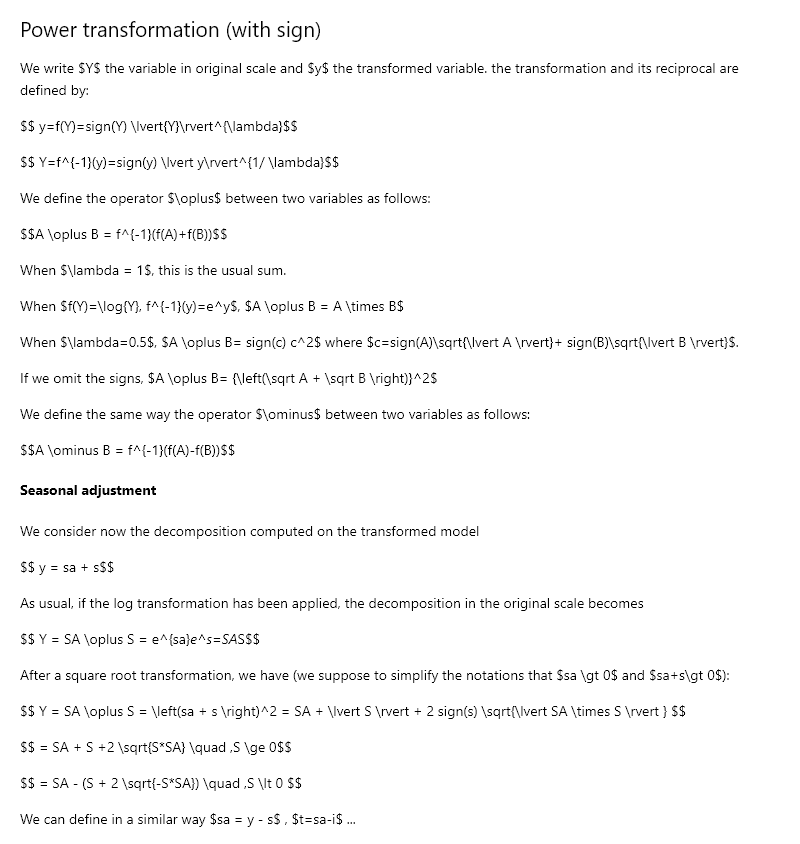 Power transformation (with sign)
We write $Y$ the variable in original scale and $y$ the transformed variable. the transformation and its reciprocal are
defined by:
$$ y=f(Y)=sign(Y) \lvert{Y}\rvert^{\lambda}$$
$$ Y=f^{-1}(y)=sign(y) \lvert y\rvert^{1/ \lambda}$$
We define the operator $\oplus$ between two variables as follows:
$$A \oplus B = f^{-1}(f(A)+f(B))$$
When $\lambda = 1$, this is the usual sum.
When $f(Y)=\log{Y}, f^{-1}(y)=e^y$, $A \oplus B = A \times B$
When $\lambda=0.5$, $A \oplus B= sign(c) c^2$ where $c=sign(A)\sqrt{\lvert A \rvert}+ sign(B)\sqrt{\lvert B \rvert}$.
If we omit the signs, $A \oplus B= {\left(\sqrt A + \sqrt B \right)}^2$
We define the same way the operator $\ominus$ between two variables as follows:
$$A \ominus B = f^{-1}(f(A)-f(B))$$
Seasonal adjustment
We consider now the decomposition computed on the transformed model
$$ y = sa + s$$
As usual, if the log transformation has been applied, the decomposition in the original scale becomes
$$ Y = SA \oplus S = e^{sa}e^s=SAS$$
After a square root transformation, we have (we suppose to simplify the notations that $sa \gt 0$ and $sa+s\gt 0$):
$$ Y = SA \oplus S = \left(sa + s \right)^2 = SA + \lvert S \rvert + 2 sign(s) \sqrt{\lvert SA \times S \rvert } $$
$$ = SA + S +2 \sqrt{S*SA} \quad ,S \ge 0$$
$$ = SA - (S + 2 \sqrt{-S*SA}) \quad ,S \lt 0 $$
We can define in a similar way $sa = y - s$ , $t=sa-i$ ...